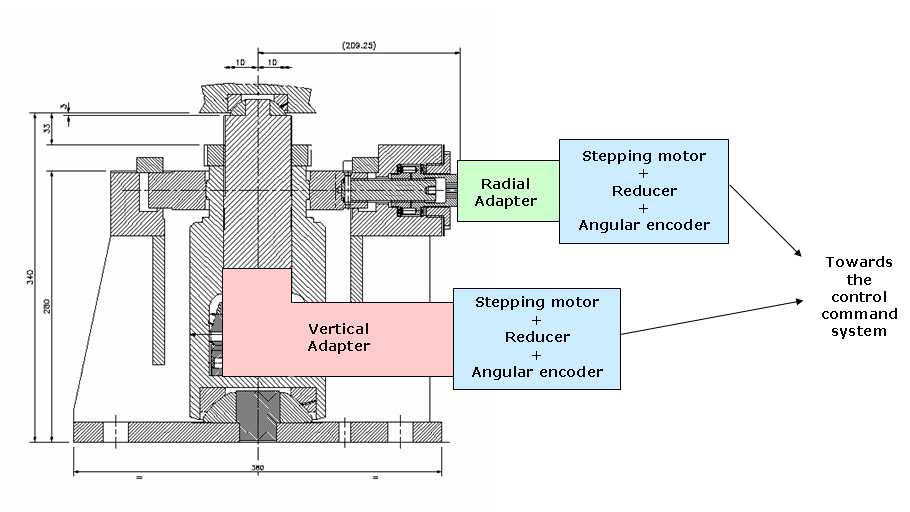 (209.25)
10
10
3
33
340
280
Radial
Adapter
Stepping motor
+
Reducer
+
Angular encoder
Towards
the
control
command
system
Vertical
Adapter
Stepping motor
+
Reducer
+
Angular encoder
380
=
=